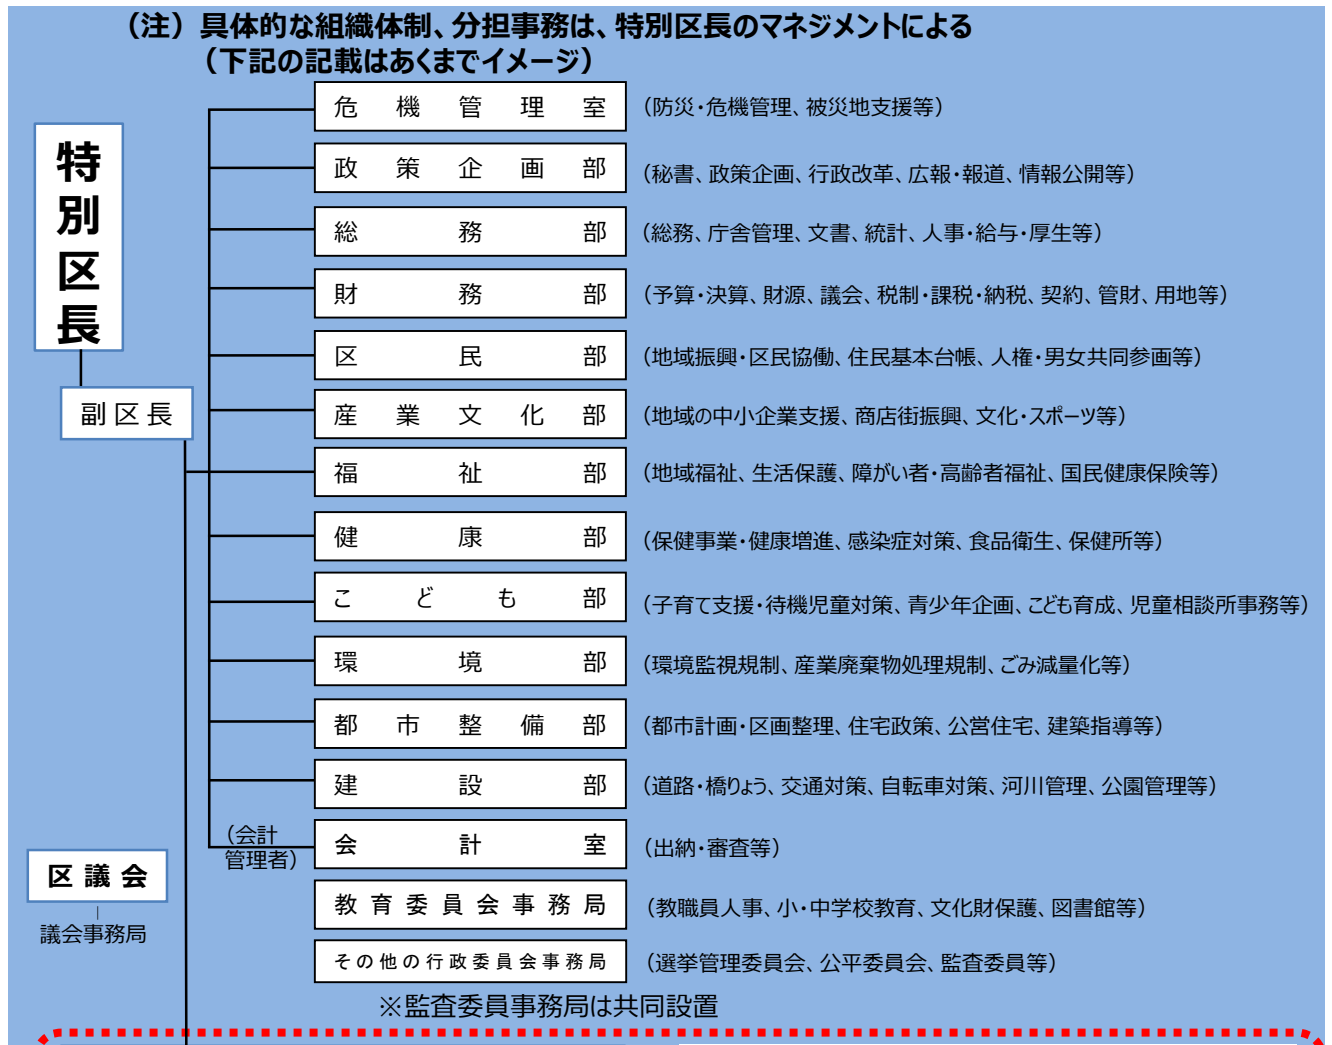 （注）具体的な組織体制、分担事務は、特別区長のマネジメントによる
（下記の記載はあくまでイメージ）
特別区長
副区長
危機管理室 （防災・危機管理、被災地支援等）
政策企画部 （秘書、政策企画、行政改革、広報・報道、情報公開等）
総務部 （総務、庁舎管理、文書、統計、人事・給与・厚生等）
財務部 （予算・決算、財源、議会、税制・課税・納税、契約、管財、用地等）
区民部 （地域振興・区民協働、住民基本台帳、人権・男女共同参画等）
産業文化部 （地域の中小企業支援、商店街振興、文化・スポーツ等）
福祉部 （地域福祉、生活保護、障がい者・高齢者福祉、国民健康保険等）
健康部 （保健事業・健康増進、感染症対策、食品衛生、保健所等）
こども部 （子育て支援・待機児童対策、青少年企画、こども育成、児童相談所事務等）
環境部 （環境監視規制、産業廃棄物処理規制、ごみ減量化等）
都市整備部 （都市計画・区画整理、住宅政策、公営住宅、建築指導等）
建設部 （道路・橋りょう、交通対策、自転車対策、河川管理、公園管理等）
（会計
管理者）
会計室 （出納・審査等）
区議会
議会事務局
教育委員会事務局 （教職員人事、小・中学校教育、文化財保護、図書館等）
その他の行政委員会事務局 （選挙管理委員会、公平委員会、監査委員等）
※監査委員事務局は共同設置